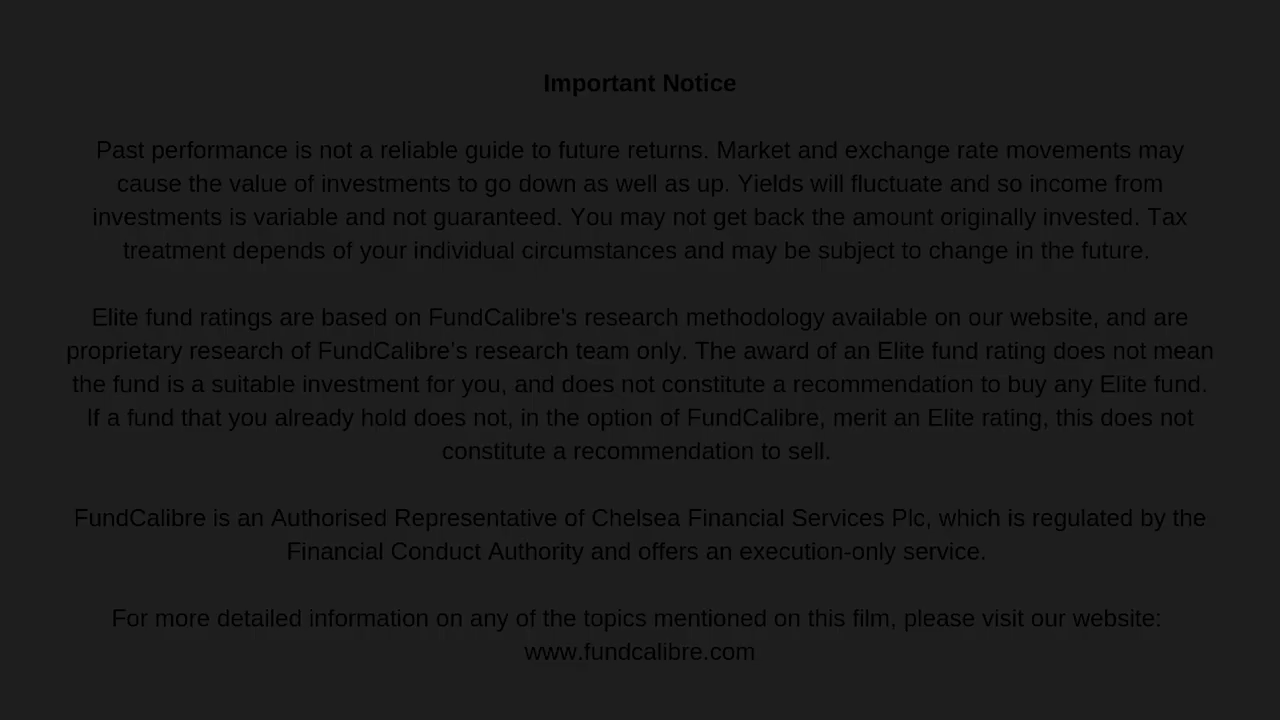 Important Notice
Past performance is not a reliable guide to future returns. Market and exchange rate movements may
cause the value of investments to go down as well as up. Yields will fluctuate and so income from
investments is variable and not guaranteed. You may not get back the amount originally invested. Tax
treatment depends of your individual circumstances and may be subject to change in the future.
Elite fund ratings are based on FundCalibre's research methodology available on our website, and are
proprietary research of FundCalibre’s research team only. The award of an Elite fund rating does not mean
the fund is a suitable investment for you, and does not constitute a recommendation to buy any Elite fund.
If a fund that you already hold does not, in the option of FundCalibre, merit an Elite rating, this does not
constitute a recommendation to sell.
FundCalibre is an Authorised Representative of Chelsea Financial Services Plc, which is regulated by the
Financial Conduct Authority and offers an execution-only service.
For more detailed information on any of the topics mentioned on this film, please visit our website:
www.fundcalibre.com